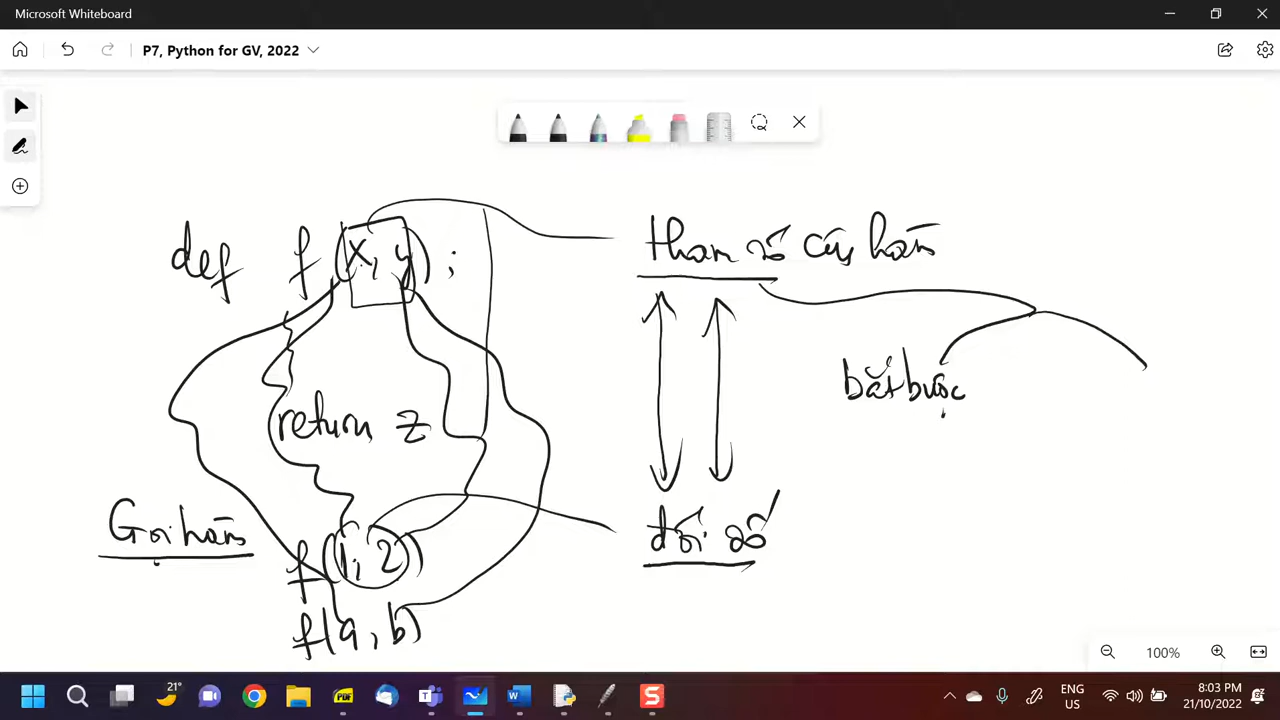 Microsoft Whiteboard
P7, Python for GV, 2022
def f(x, y);
tham số của hàm
bắt buộc
return z
Gọi hàm
f(1, 2)
đối số
f(a, b)
100%
21°
ENG
US
8:03 PM
21/10/2022